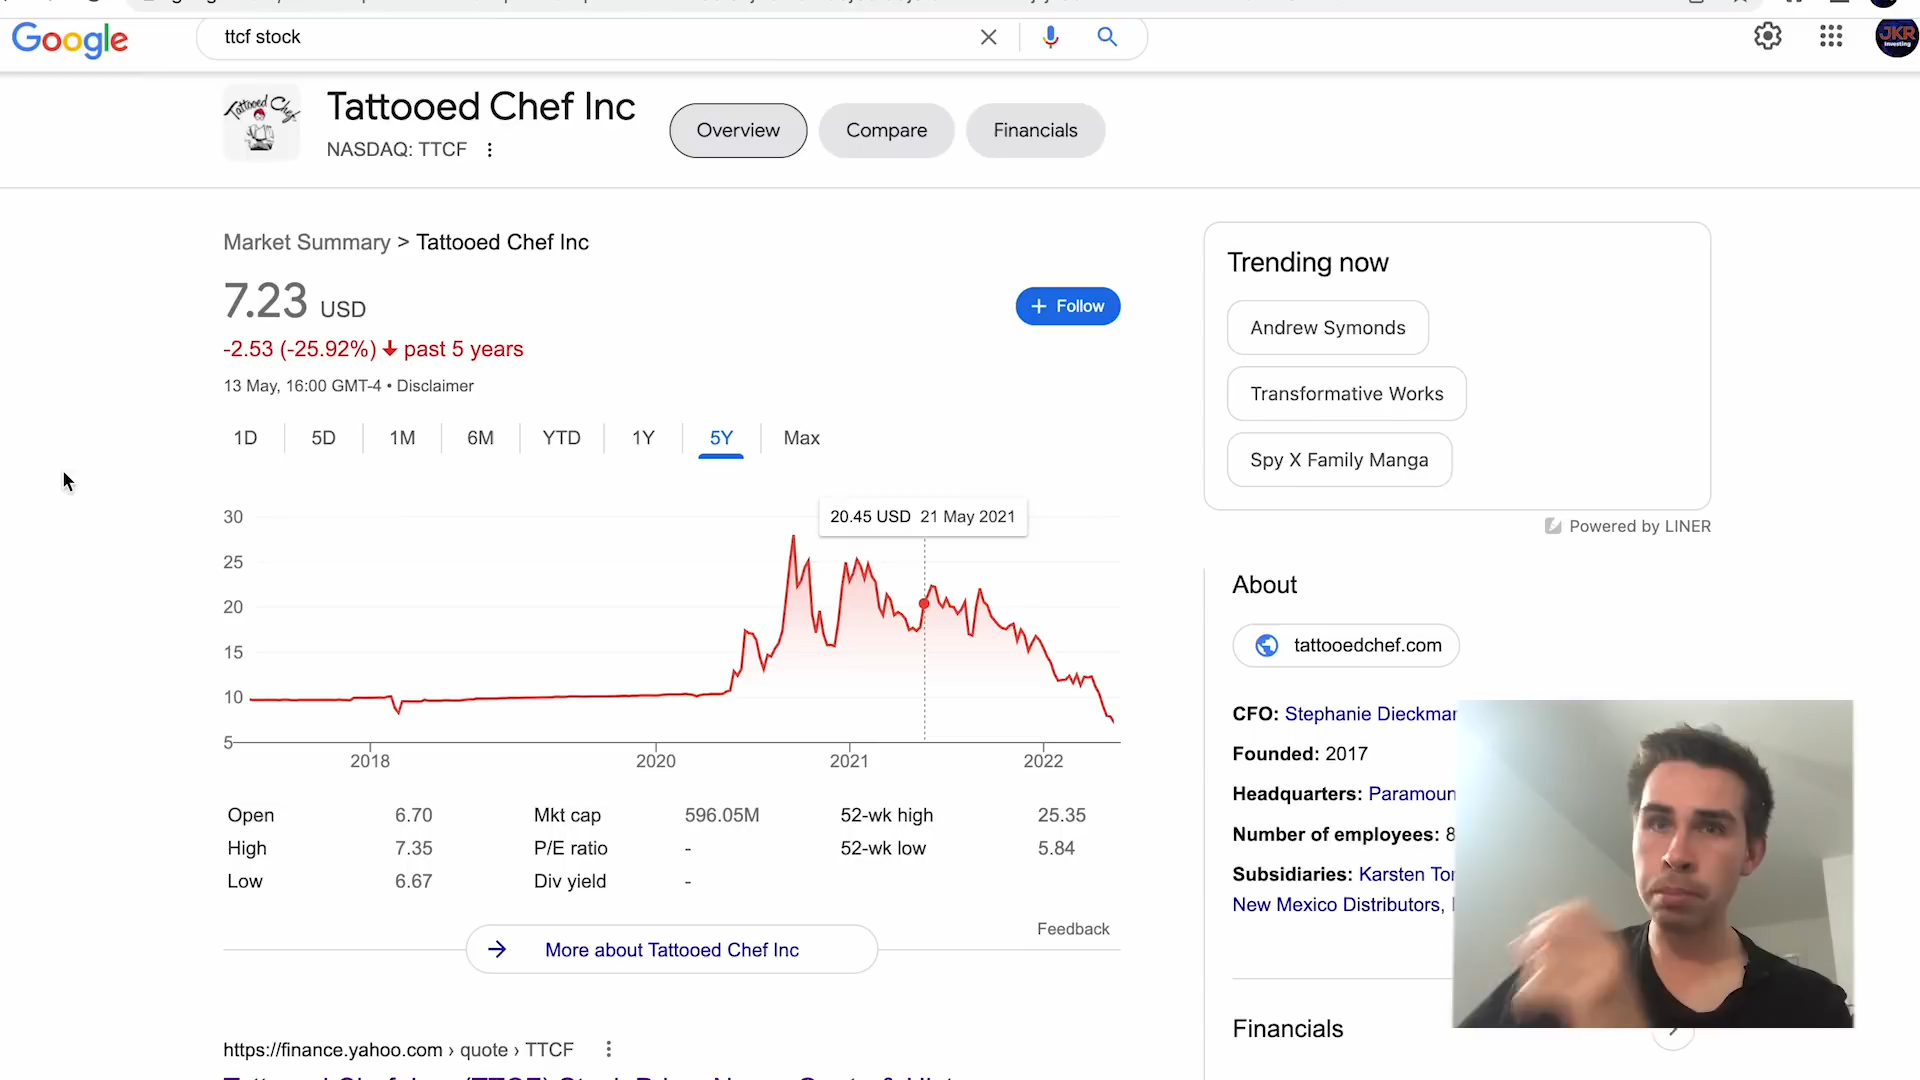 Google
ttcf stock
JKR
Investing
Tattooed Chef
Tattooed Chef Inc
NASDAQ: TTCF
Overview
Compare
Financials
Market Summary > Tattooed Chef Inc
7.23 USD
+ Follow
-2.53 (-25.92%) past 5 years
13 May, 16:00 GMT-4 • Disclaimer
1D
5D
1M
6M
YTD
1Y
5Y
Max
20.45 USD 21 May 2021
30
25
20
15
10
5
2018
2020
2021
2022
Open 6.70
Mkt cap 596.05M
52-wk high 25.35
High 7.35
P/E ratio -
52-wk low 5.84
Low 6.67
Div yield -
Feedback
More about Tattooed Chef Inc
https://finance.yahoo.com › quote › TTCF
Trending now
Andrew Symonds
Transformative Works
Spy X Family Manga
Powered by LINER
About
tattooedchef.com
CFO: Stephanie
Founded: 2017
Headquarters:
Number of employees:
Subsidiaries: Karsten
New Mexico Distributors,
Financials